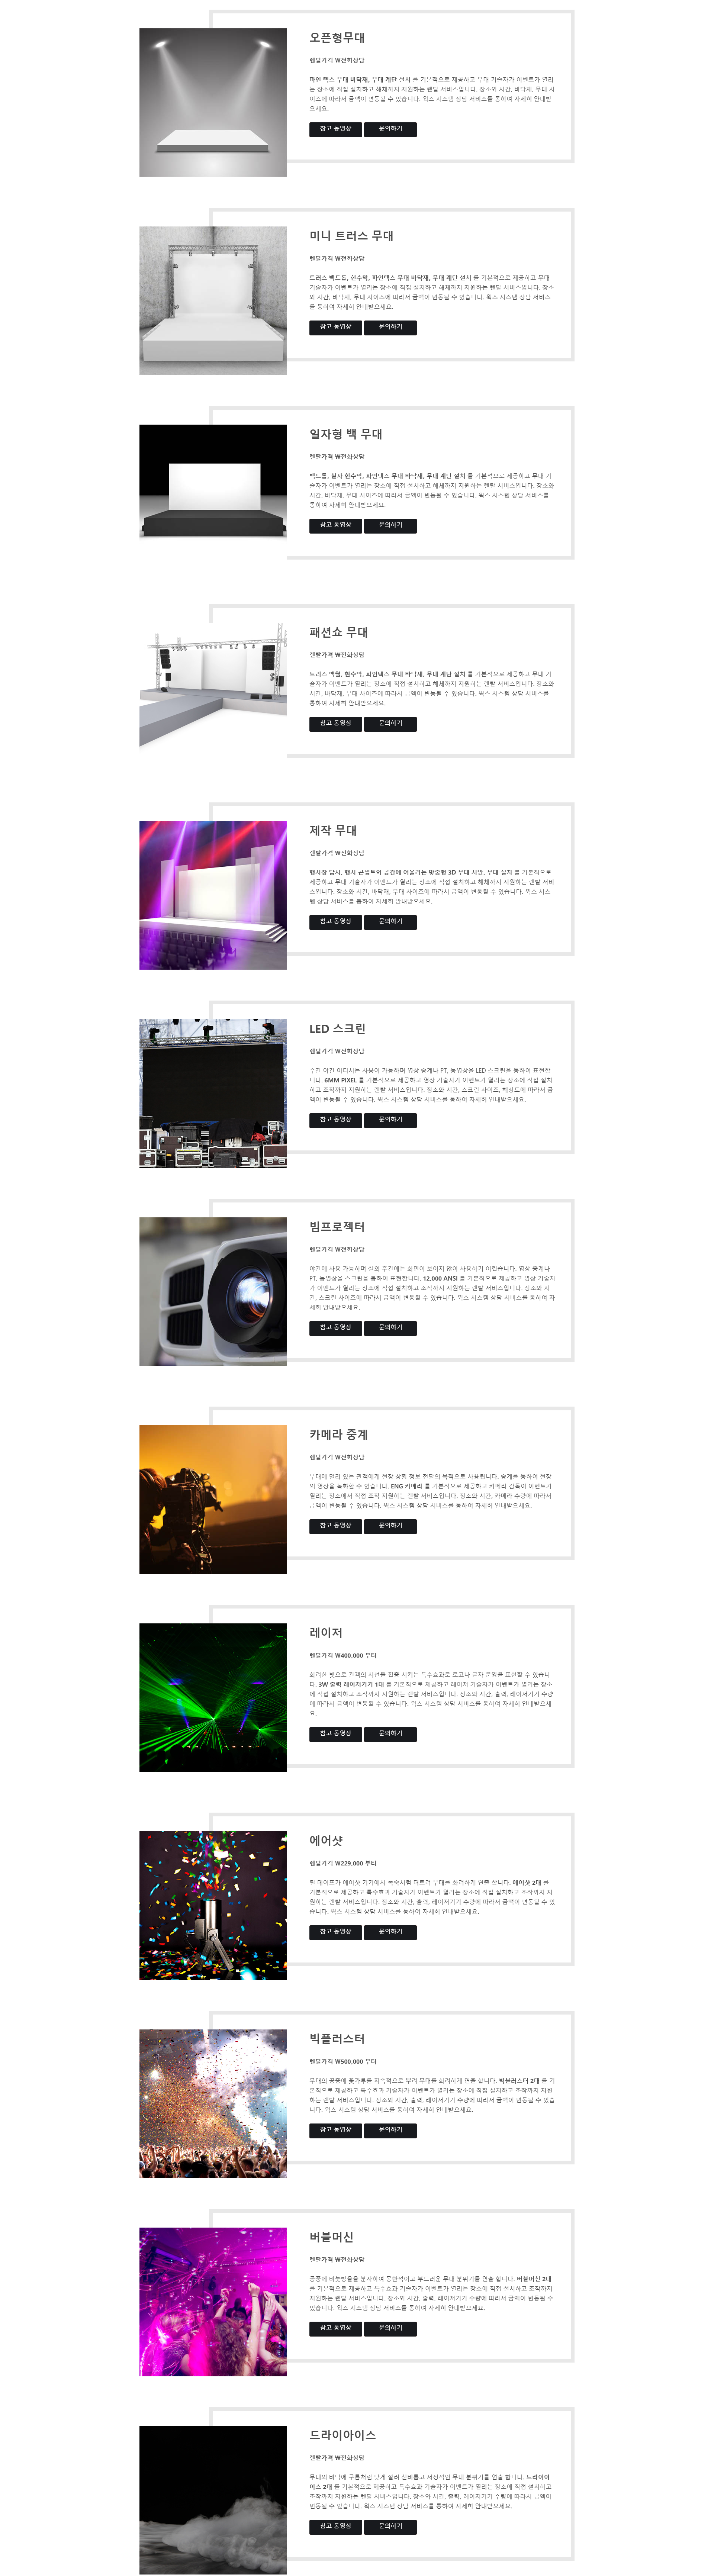 오픈형무대
렌탈가격 ₩전화상담
파인 텍스 무대 바닥재, 무대 계단 설치 를 기본적으로 제공하고 무대 기술자가 이벤트가 열리
는 장소에 직접 설치하고 해체까지 지원하는 렌탈 서비스입니다. 장소와 시간, 바닥재, 무대 사
이즈에 따라서 금액이 변동될 수 있습니다. 윅스 시스템 상담 서비스를 통하여 자세히 안내받
으세요.
참고 동영상 문의하기
미니 트러스 무대
렌탈가격 ₩전화상담
트러스 백드롭, 현수막, 파인텍스 무대 바닥재, 무대 계단 설치 를 기본적으로 제공하고 무대
기술자가 이벤트가 열리는 장소에 직접 설치하고 해체까지 지원하는 렌탈 서비스입니다. 장소
와 시간, 바닥재, 무대 사이즈에 따라서 금액이 변동될 수 있습니다. 윅스 시스템 상담 서비스
를 통하여 자세히 안내받으세요.
참고 동영상 문의하기
일자형 백 무대
렌탈가격 ₩전화상담
백드롭, 실사 현수막, 파인텍스 무대 바닥재, 무대 계단 설치 를 기본적으로 제공하고 무대 기
술자가 이벤트가 열리는 장소에 직접 설치하고 해체까지 지원하는 렌탈 서비스입니다. 장소와
시간, 바닥재, 무대 사이즈에 따라서 금액이 변동될 수 있습니다. 윅스 시스템 상담 서비스를
통하여 자세히 안내받으세요.
참고 동영상 문의하기
패션쇼 무대
렌탈가격 ₩전화상담
트러스 백월, 현수막, 파인텍스 무대 바닥재, 무대 계단 설치 를 기본적으로 제공하고 무대 기
술자가 이벤트가 열리는 장소에 직접 설치하고 해체까지 지원하는 렌탈 서비스입니다. 장소와
시간, 바닥재, 무대 사이즈에 따라서 금액이 변동될 수 있습니다. 윅스 시스템 상담 서비스를
통하여 자세히 안내받으세요.
참고 동영상 문의하기
제작 무대
렌탈가격 ₩전화상담
행사장 답사, 행사 콘셉트와 공간에 어울리는 맞춤형 3D 무대 시안, 무대 설치 를 기본적으로
제공하고 무대 기술자가 이벤트가 열리는 장소에 직접 설치하고 해체까지 지원하는 렌탈 서비
스입니다. 장소와 시간, 바닥재, 무대 사이즈에 따라서 금액이 변동될 수 있습니다. 윅스 시스
템 상담 서비스를 통하여 자세히 안내받으세요.
참고 동영상 문의하기
LED 스크린
렌탈가격 ₩전화상담
주간 야간 어디서든 사용이 가능하며 영상 중계나 PT, 동영상을 LED 스크린을 통하여 표현합
니다. 6MM PIXEL 를 기본적으로 제공하고 영상 기술자가 이벤트가 열리는 장소에 직접 설치
하고 조작까지 지원하는 렌탈 서비스입니다. 장소와 시간, 스크린 사이즈, 해상도에 따라서 금
액이 변동될 수 있습니다. 윅스 시스템 상담 서비스를 통하여 자세히 안내받으세요.
참고 동영상 문의하기
빔프로젝터
렌탈가격 ₩전화상담
야간에 사용 가능하며 실외 주간에는 화면이 보이지 않아 사용하기 어렵습니다. 영상 중계나
PT, 동영상을 스크린을 통하여 표현합니다. 12,000 ANSI 를 기본적으로 제공하고 영상 기술자
가 이벤트가 열리는 장소에 직접 설치하고 조작까지 지원하는 렌탈 서비스입니다. 장소와 시
간, 스크린 사이즈에 따라서 금액이 변동될 수 있습니다. 윅스 시스템 상담 서비스를 통하여 자
세히 안내받으세요.
참고 동영상 문의하기
카메라 중계
렌탈가격 ₩전화상담
무대에 멀리 있는 관객에게 현장 상황 정보 전달의 목적으로 사용됩니다. 중계를 통하여 현장
의 영상을 녹화할 수 있습니다. ENG 카메라 를 기본적으로 제공하고 카메라 감독이 이벤트가
열리는 장소에서 직접 조작 지원하는 렌탈 서비스입니다. 장소와 시간, 카메라 수량에 따라서
금액이 변동될 수 있습니다. 윅스 시스템 상담 서비스를 통하여 자세히 안내받으세요.
참고 동영상 문의하기
레이저
렌탈가격 ₩400,000 부터
화려한 빛으로 관객의 시선을 집중 시키는 특수효과로 로고나 글자 문양을 표현할 수 있습니
다. 3W 출력 레이저기기 1대 를 기본적으로 제공하고 레이저 기술자가 이벤트가 열리는 장소
에 직접 설치하고 조작까지 지원하는 렌탈 서비스입니다. 장소와 시간, 출력, 레이저기기 수량
에 따라서 금액이 변동될 수 있습니다. 윅스 시스템 상담 서비스를 통하여 자세히 안내받으세
요.
참고 동영상 문의하기
에어샷
렌탈가격 ₩229,000 부터
릴 테이프가 에어샷 기기에서 폭죽처럼 터트려 무대를 화려하게 연출 합니다. 에어샷 2대 를
기본적으로 제공하고 특수효과 기술자가 이벤트가 열리는 장소에 직접 설치하고 조작까지 지
원하는 렌탈 서비스입니다. 장소와 시간, 출력, 레이저기기 수량에 따라서 금액이 변동될 수 있
습니다. 윅스 시스템 상담 서비스를 통하여 자세히 안내받으세요.
참고 동영상 문의하기
빅플러스터
렌탈가격 ₩500,000 부터
무대의 공중에 꽃가루를 지속적으로 뿌려 무대를 화려하게 연출 합니다. 빅블러스터 2대 를 기
본적으로 제공하고 특수효과 기술자가 이벤트가 열리는 장소에 직접 설치하고 조작까지 지원
하는 렌탈 서비스입니다. 장소와 시간, 출력, 레이저기기 수량에 따라서 금액이 변동될 수 있습
니다. 윅스 시스템 상담 서비스를 통하여 자세히 안내받으세요.
참고 동영상 문의하기
버블머신
렌탈가격 ₩전화상담
공중에 비눗방울을 분사하여 몽환적이고 부드러운 무대 분위기를 연출 합니다. 버블머신 2대
를 기본적으로 제공하고 특수효과 기술자가 이벤트가 열리는 장소에 직접 설치하고 조작까지
지원하는 렌탈 서비스입니다. 장소와 시간, 출력, 레이저기기 수량에 따라서 금액이 변동될 수
있습니다. 윅스 시스템 상담 서비스를 통하여 자세히 안내받으세요.
참고 동영상 문의하기
드라이아이스
렌탈가격 ₩전화상담
무대의 바닥에 구름처럼 낮게 깔려 신비롭고 서정적인 무대 분위기를 연출 합니다. 드라이아
이스 2대 를 기본적으로 제공하고 특수효과 기술자가 이벤트가 열리는 장소에 직접 설치하고
조작까지 지원하는 렌탈 서비스입니다. 장소와 시간, 출력, 레이저기기 수량에 따라서 금액이
변동될 수 있습니다. 윅스 시스템 상담 서비스를 통하여 자세히 안내받으세요.
참고 동영상 문의하기